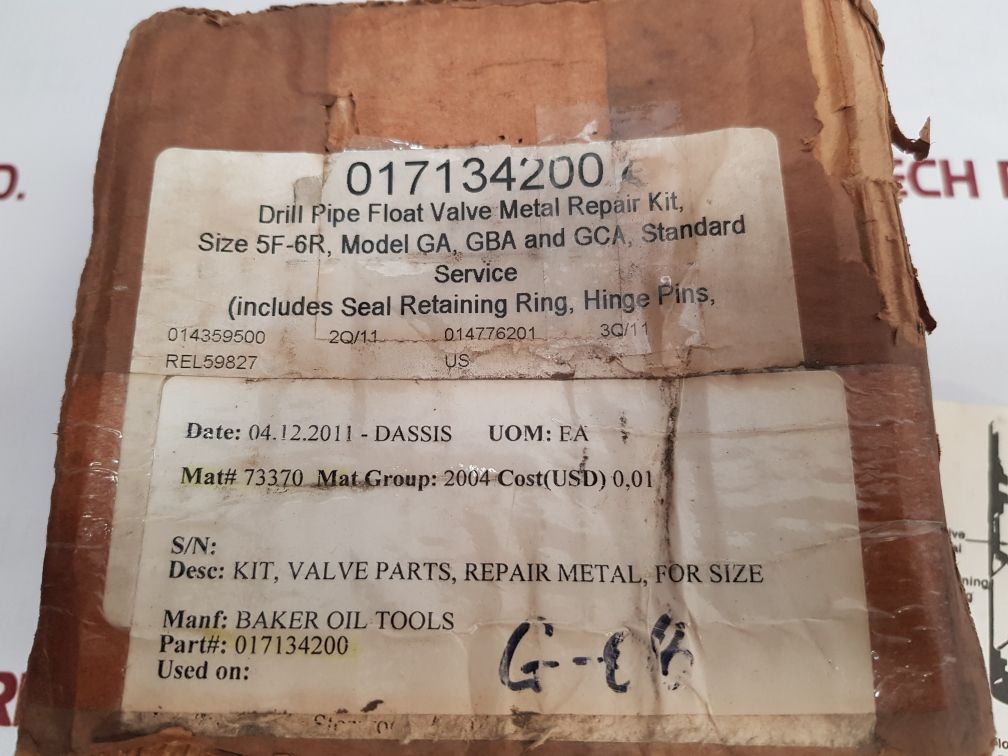 017134200
Drill Pipe Float Valve Metal Repair Kit,
Size 5F-6R, Model GA, GBA and GCA, Standard
Service
(includes Seal Retaining Ring, Hinge Pins,
014359500 2Q/11 014776201 3Q/11
REL59827 US
Date: 04.12.2011 - DASSIS UOM: EA
Mat# 73370 Mat Group: 2004 Cost(USD) 0,01
S/N:
Desc: KIT, VALVE PARTS, REPAIR METAL, FOR SIZE
Manf: BAKER OIL TOOLS
Part#: 017134200
Used on: